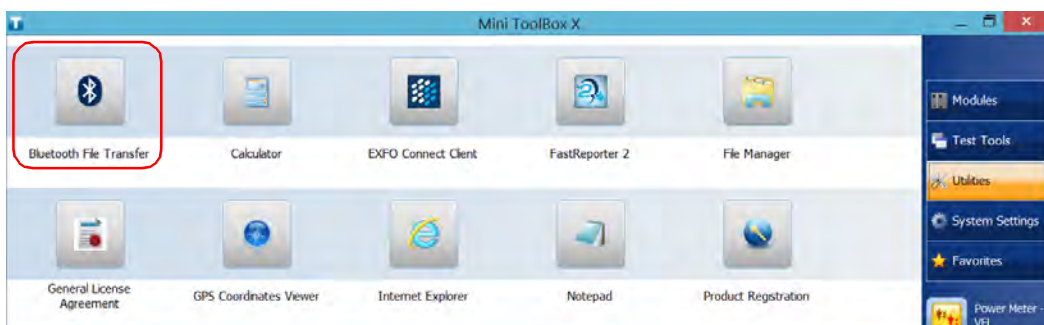 Mini ToolBox X
Bluetooth File Transfer
Calculator
EXFO Connect Client
FastReporter 2
File Manager
General License
Agreement
GPS Coordinates Viewer
Internet Explorer
Notepad
Product Registration
Modules
Test Tools
Utilities
System Settings
Favorites
Power Meter -
VFL